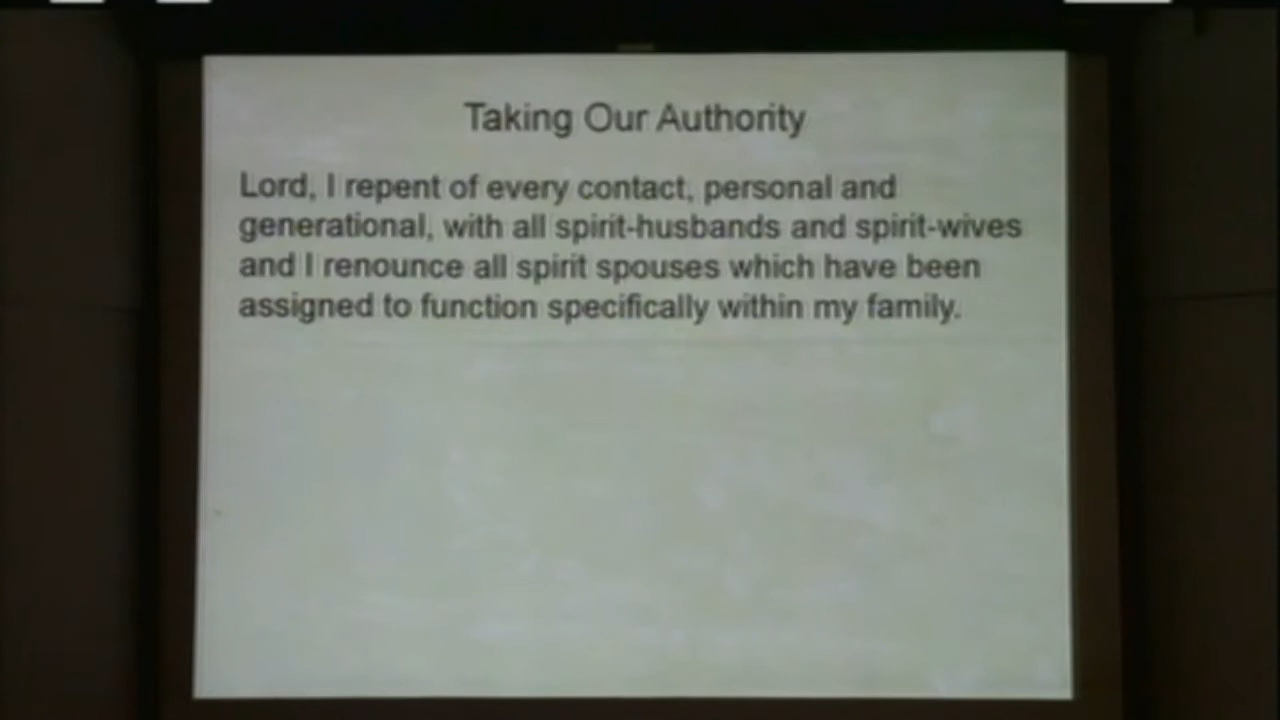 Taking Our Authority
Lord, I repent of every contact, personal and
generational, with all spirit-husbands and spirit-wives
and I renounce all spirit spouses which have been
assigned to function specifically within my family.